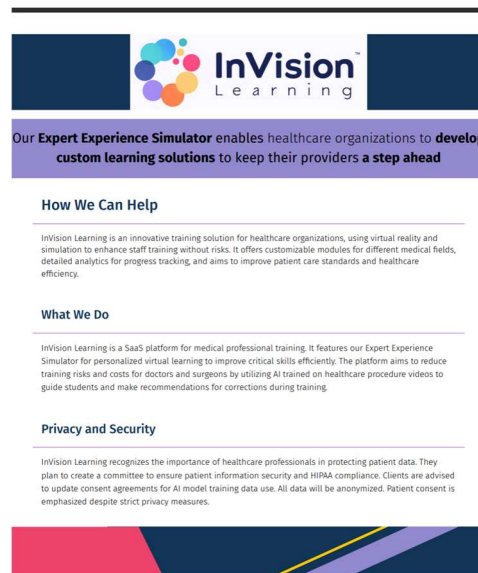 InVision™
Learning
Our Expert Experience Simulator enables healthcare organizations to develo
custom learning solutions to keep their providers a step ahead
How We Can Help
InVision Learning is an innovative training solution for healthcare organizations, using virtual reality and
simulation to enhance staff training without risks. It offers customizable modules for different medical fields,
detailed analytics for progress tracking, and aims to improve patient care standards and healthcare
efficiency.
What We Do
InVision Learning is a SaaS platform for medical professional training. It features our Expert Experience
Simulator for personalized virtual learning to improve critical skills efficiently. The platform aims to reduce
training risks and costs for doctors and surgeons by utilizing AI trained on healthcare procedure videos to
guide students and make recommendations for corrections during training.
Privacy and Security
InVision Learning recognizes the importance of healthcare professionals in protecting patient data. They
plan to create a committee to ensure patient information security and HIPAA compliance. Clients are advised
to update consent agreements for AI model training data use. All data will be anonymized. Patient consent is
emphasized despite strict privacy measures.